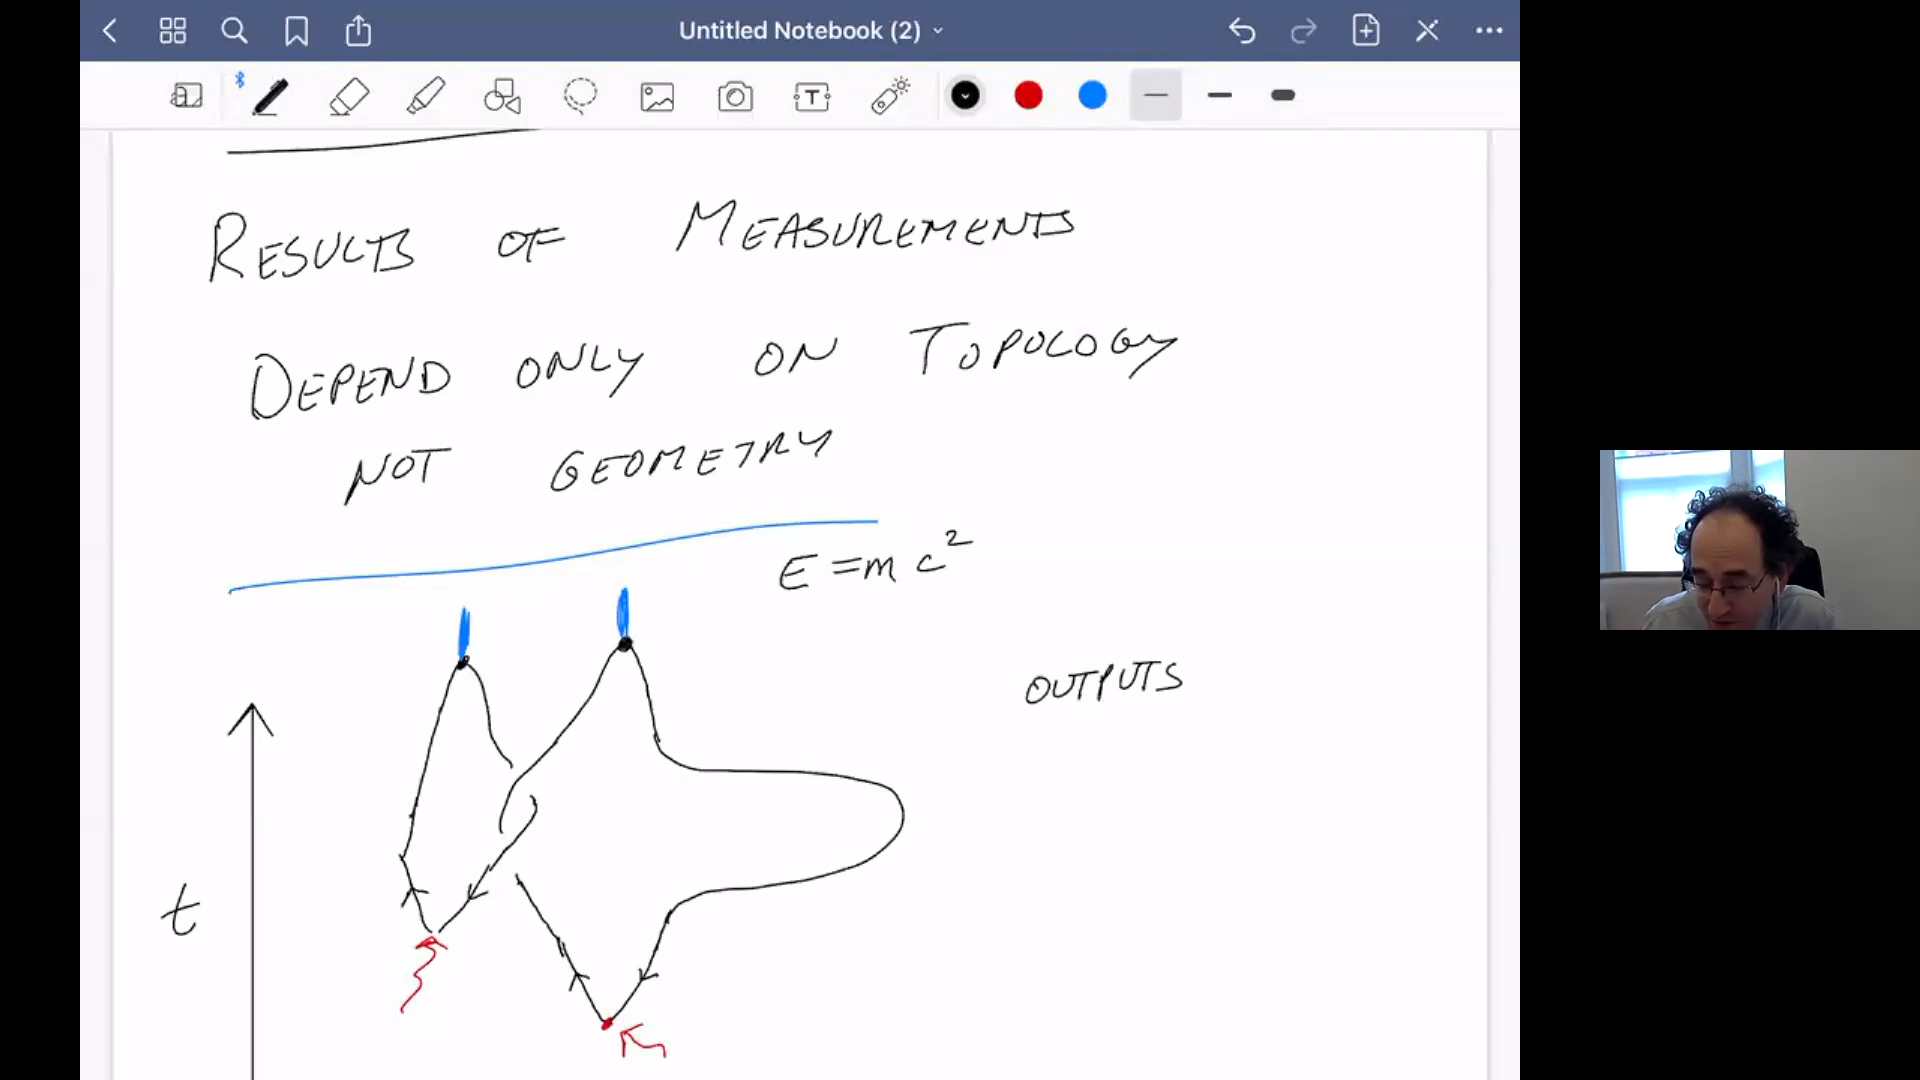 Untitled Notebook (2)
T
RESULTS OF MEASUREMENTS
DEPEND ONLY ON TOPOLOGY
NOT GEOMETRY
E = mc²
OUTPUTS
t